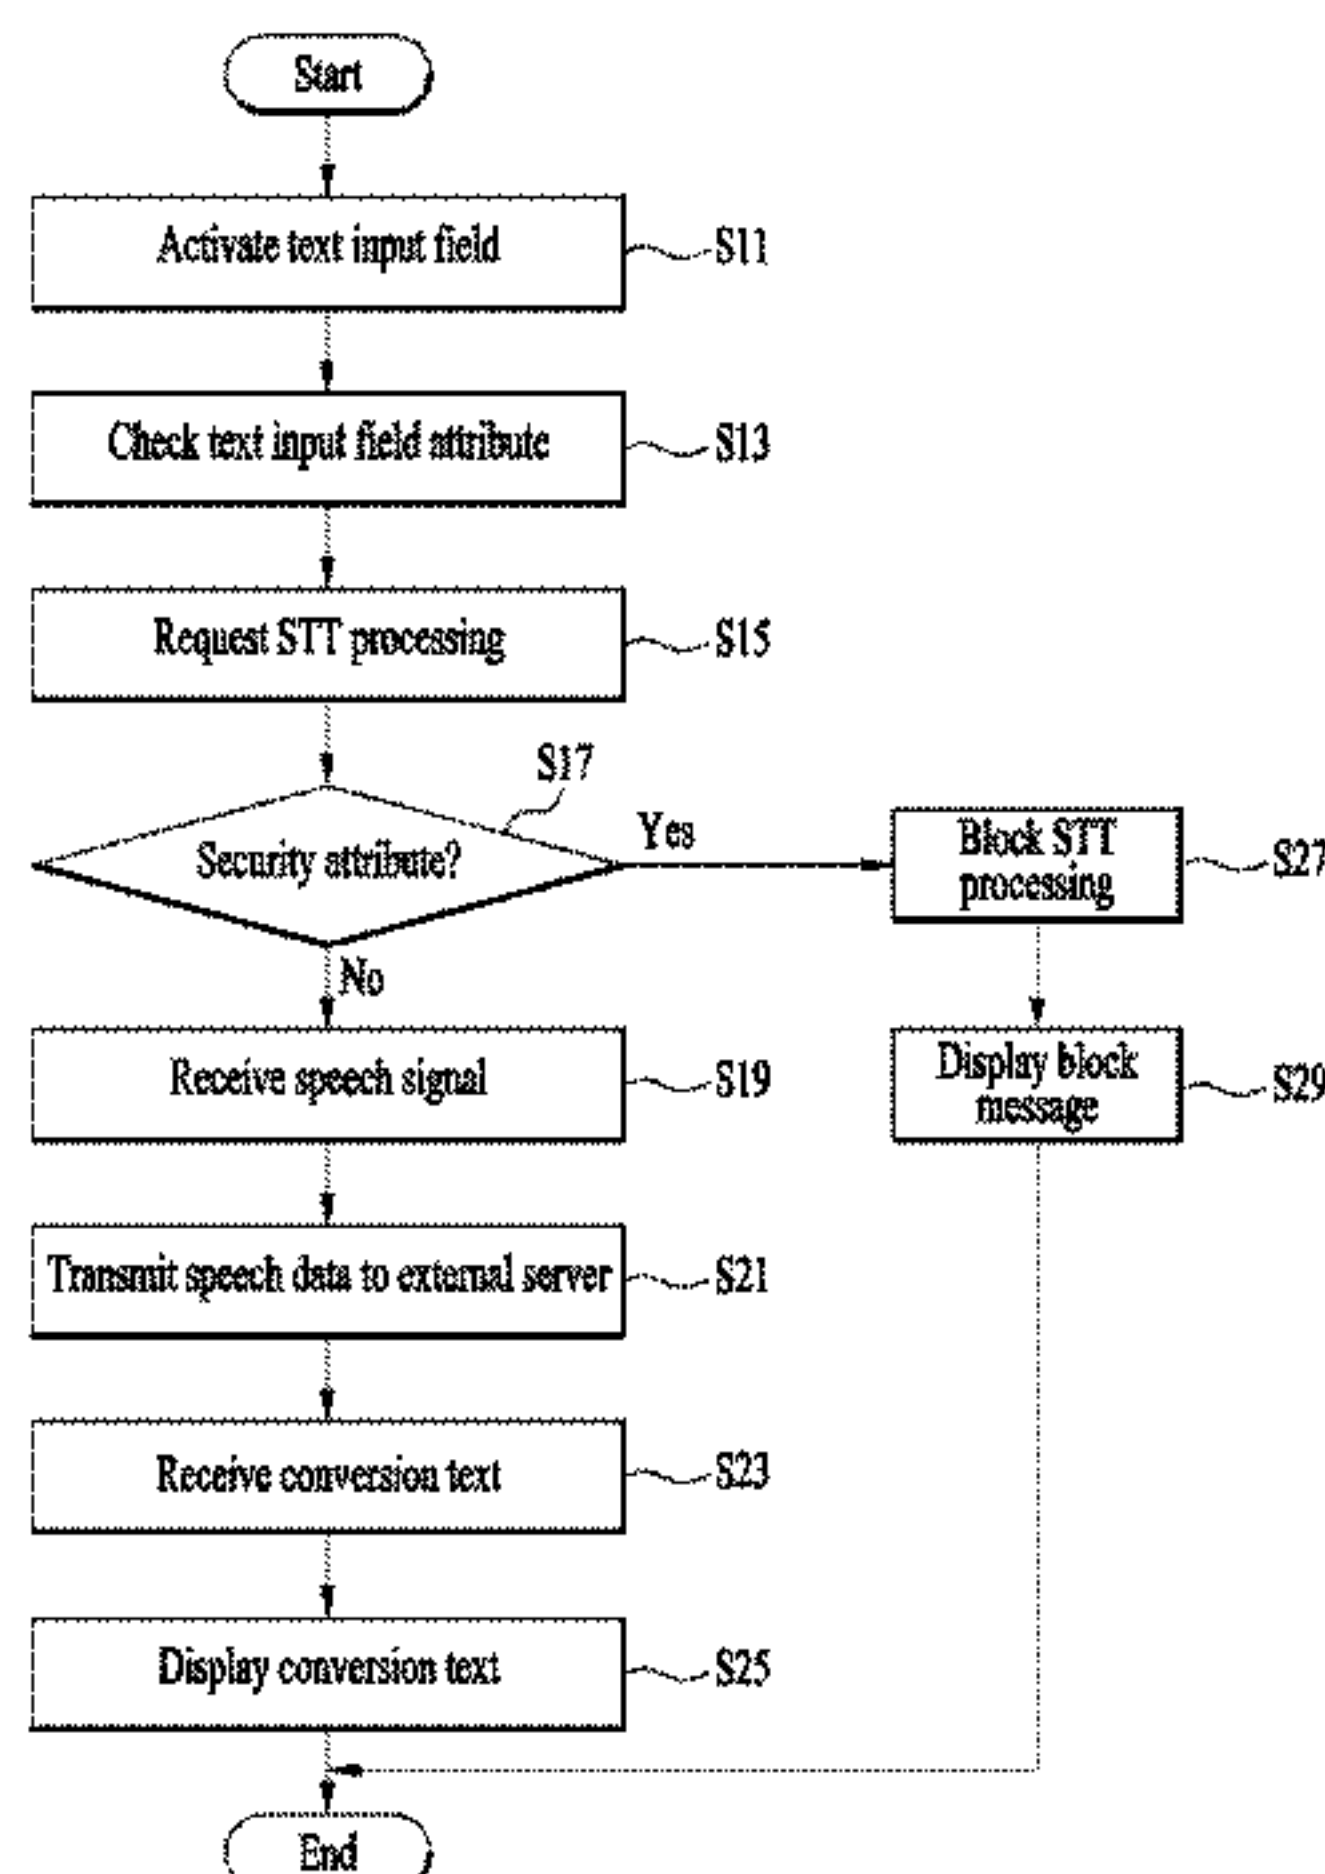 Start
Activate text input field
S11
Check text input field attribute
S13
Request STT processing
S15
S17
Security attribute?
Yes
Block STT
processing
S27
No
Receive speech signal
S19
Display block
message
S29
Transmit speech data to external server
S21
Receive conversion text
S23
Display conversion text
S25
End